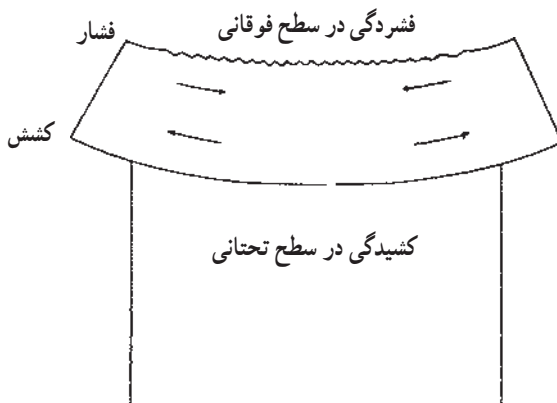 فشردگی در سطح فوقانی
فشار
کشش
کشیدگی در سطح تحتانی